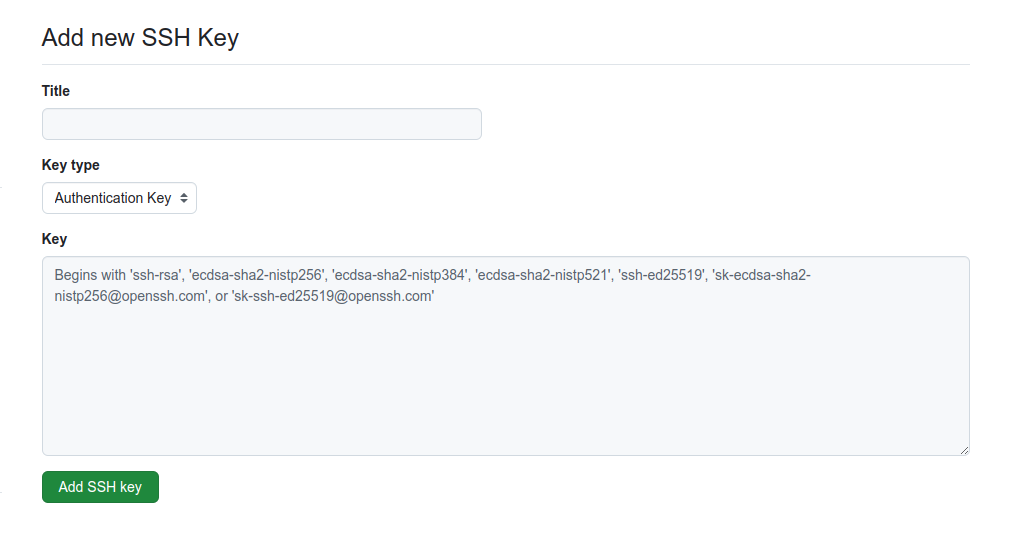 Add new SSH Key
Title
Key type
Authentication Key
Key
Begins with 'ssh-rsa', 'ecdsa-sha2-nistp256', 'ecdsa-sha2-nistp384', 'ecdsa-sha2-nistp521', 'ssh-ed25519', 'sk-ecdsa-sha2-
nistp256@openssh.com', or 'sk-ssh-ed25519@openssh.com'
Add SSH key